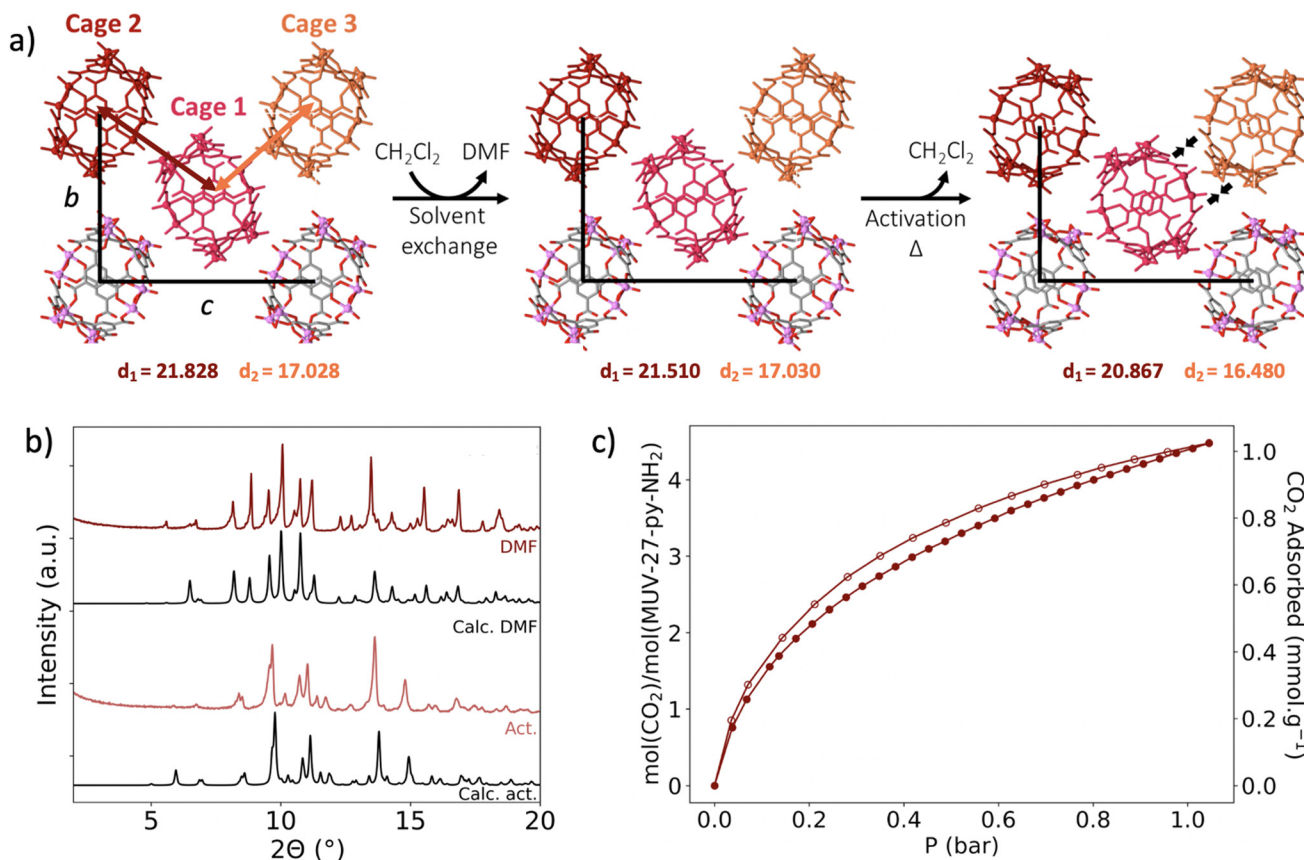 a)
Cage 2
Cage 3
Cage 1
b
c
CH₂Cl₂ DMF
Solvent
exchange
CH₂Cl₂
Activation
Δ
d₁ = 21.828 d₂ = 17.028
d₁ = 21.510 d₂ = 17.030
d₁ = 20.867 d₂ = 16.480
b)
Intensity (a.u.)
DMF
Calc. DMF
Act.
Calc. act.
5 10 15 20
2Θ (°)
c)
mol(CO₂)/mol(MUV-27-py-NH₂)
4
3
2
1
0
0.0 0.2 0.4 0.6 0.8 1.0
P (bar)
1.0
0.8
0.6
0.4
0.2
0.0
CO₂ Adsorbed (mmol.g⁻¹)